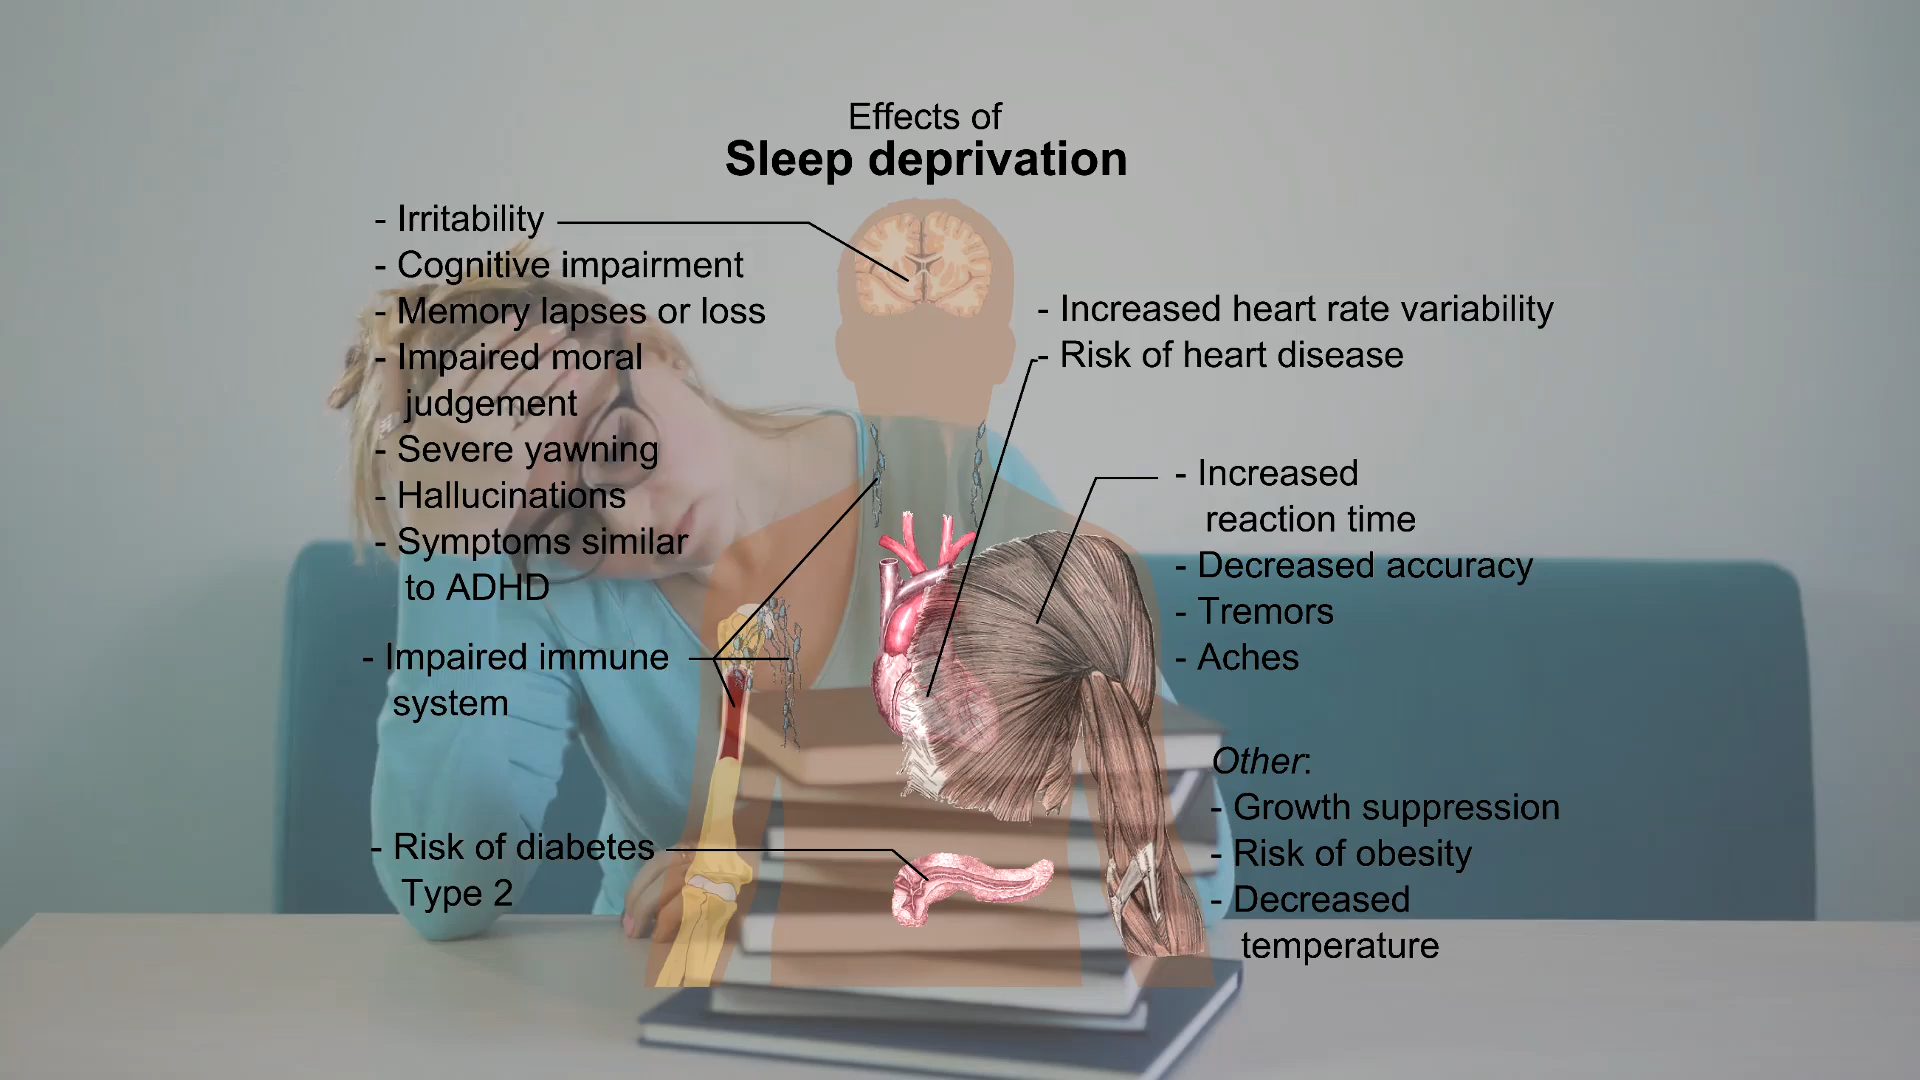 Effects of
Sleep deprivation
- Irritability
- Cognitive impairment
- Memory lapses or loss
- Impaired moral
judgement
- Severe yawning
- Hallucinations
- Symptoms similar
to ADHD
- Impaired immune
system
- Risk of diabetes
Type 2
- Increased heart rate variability
- Risk of heart disease
- Increased
reaction time
- Decreased accuracy
- Tremors
- Aches
Other:
- Growth suppression
- Risk of obesity
- Decreased
temperature